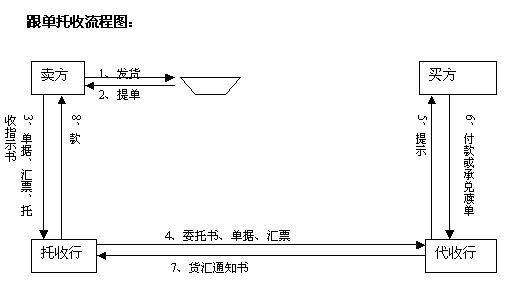 跟单托收流程图：
卖方
1、发货
2、提单
买方
3、单据、汇票、托
收指示书
8、款
5、提示
6、付款或承兑赎单
托收行
4、委托书、单据、汇票
7、货汇通知书
代收行